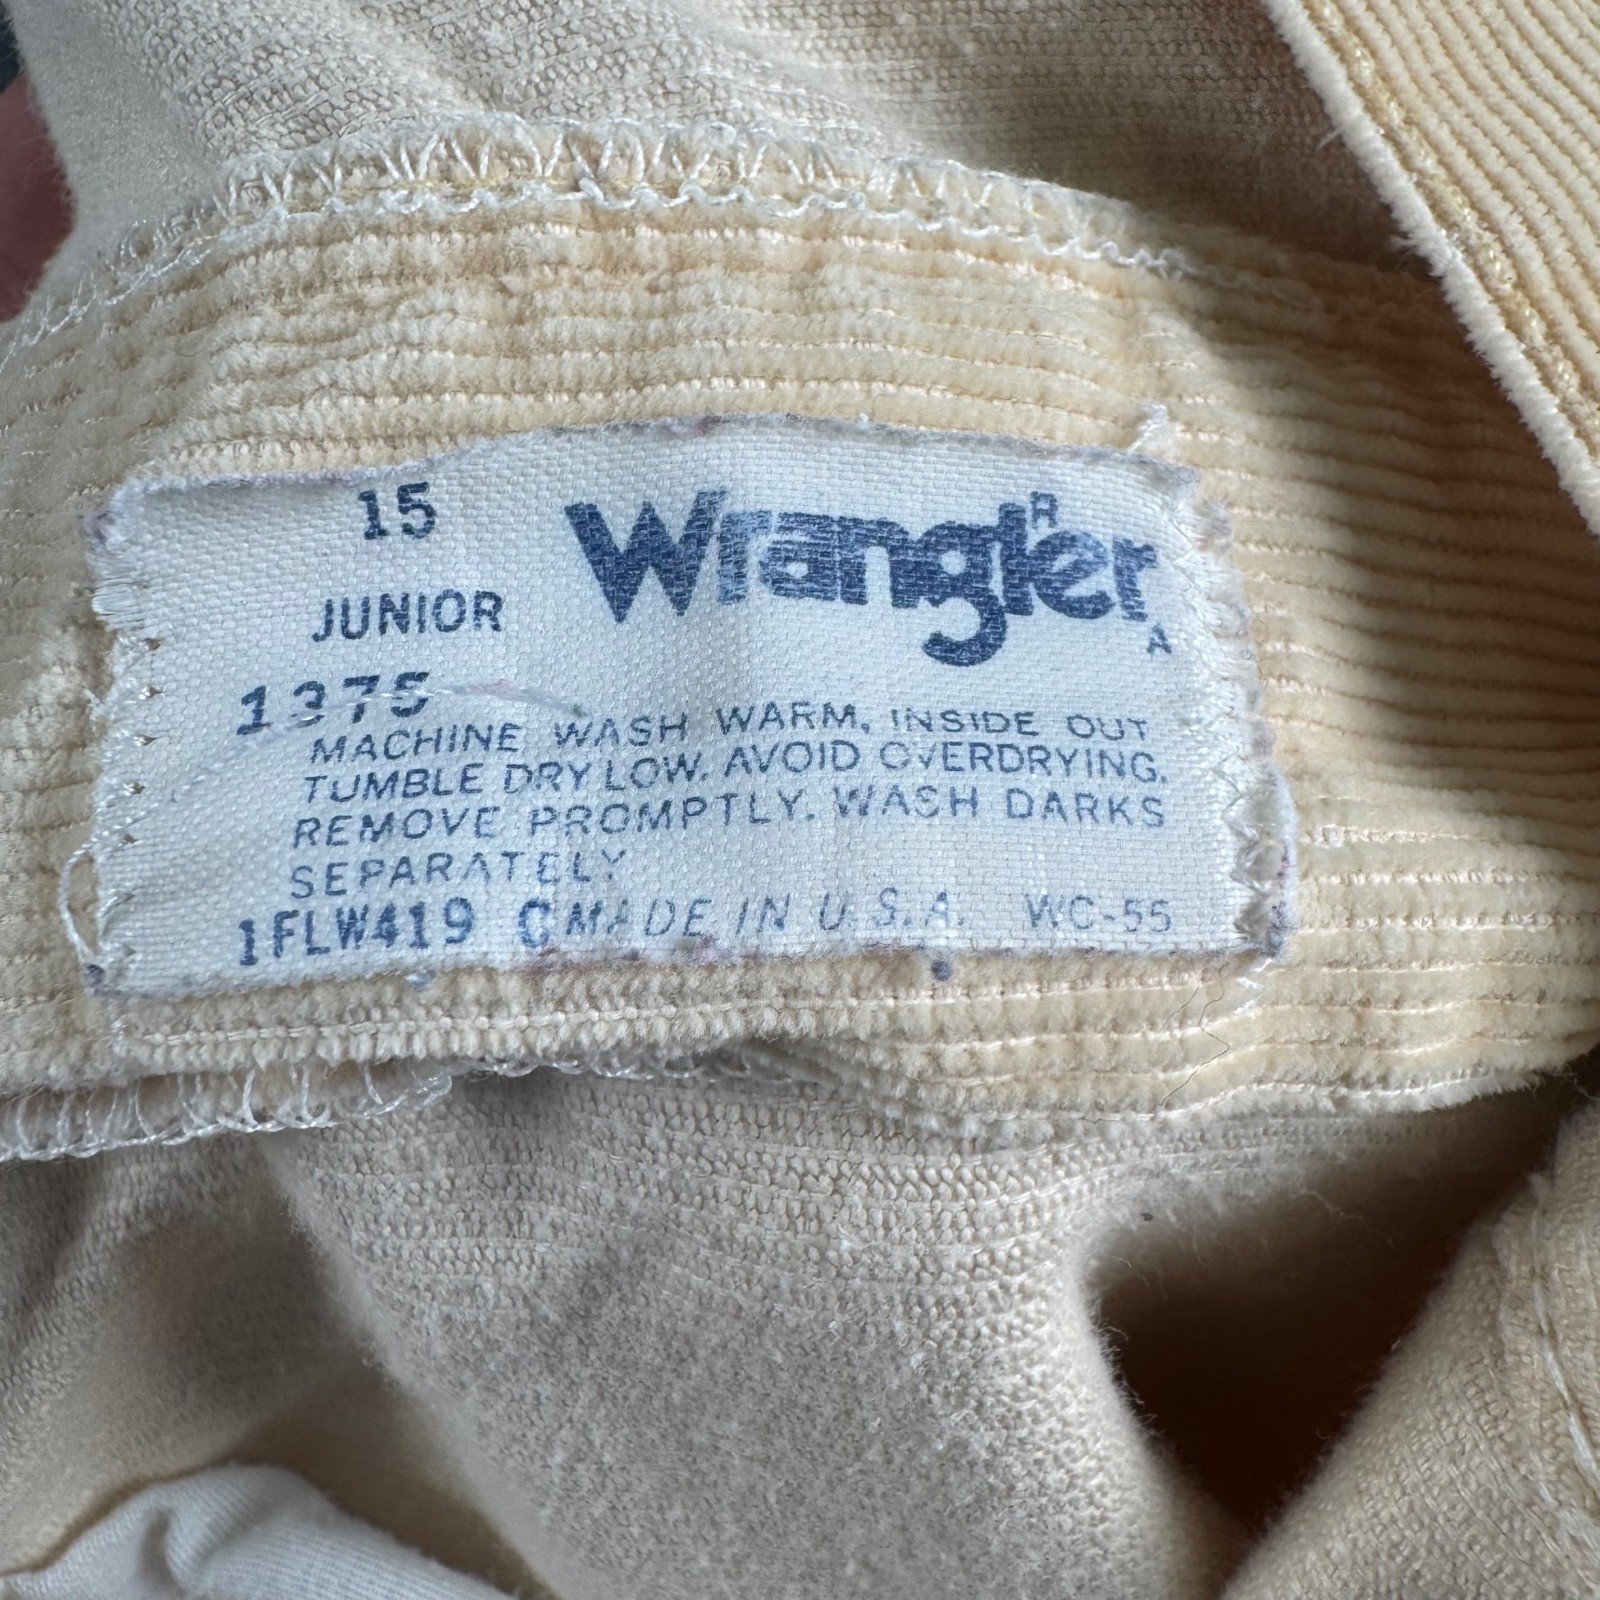 15 Wrangler R
JUNIOR A
1375
MACHINE WASH WARM, INSIDE OUT
TUMBLE DRY LOW. AVOID OVERDRYING.
REMOVE PROMPTLY. WASH DARKS
SEPARATELY
1FLW419 C MADE IN U.S.A. WC-55